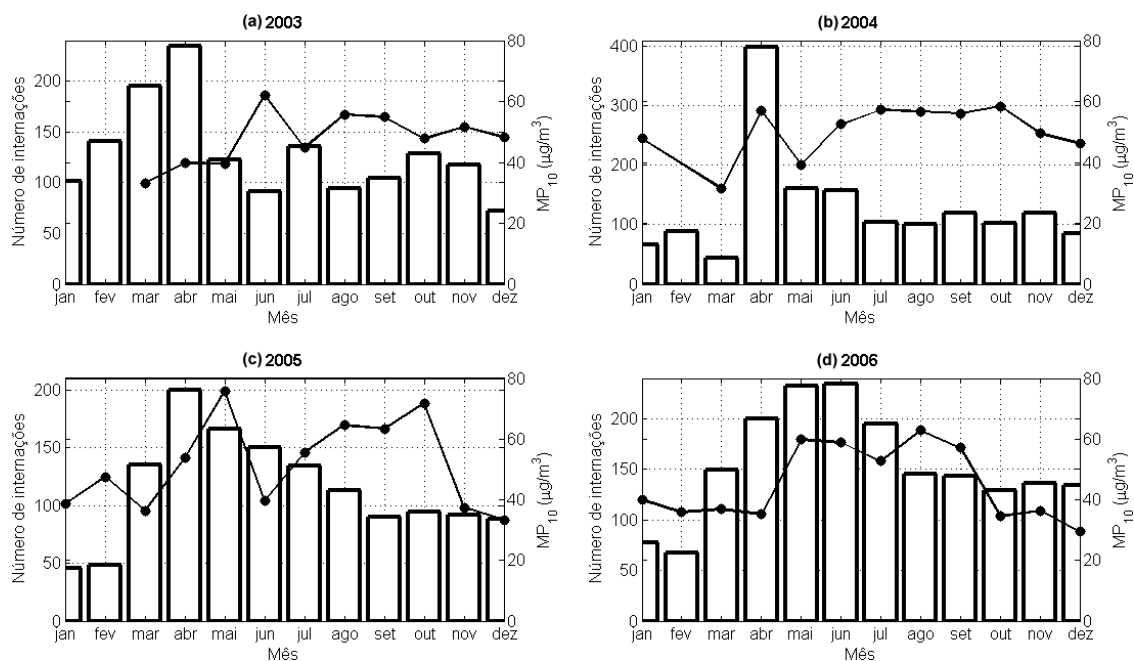 (a) 2003
Número de internações
200
150
100
50
0
80
60
40
20
0
MP10 (μg/m3)
jan fev mar abr mai jun jul ago set out nov dez
Mês
(b) 2004
Número de internações
400
300
200
100
0
80
60
40
20
0
MP10 (μg/m3)
jan fev mar abr mai jun jul ago set out nov dez
Mês
(c) 2005
Número de internações
200
150
100
50
0
80
60
40
20
0
MP10 (μg/m3)
jan fev mar abr mai jun jul ago set out nov dez
Mês
(d) 2006
Número de internações
200
150
100
50
0
80
60
40
20
0
MP10 (μg/m3)
jan fev mar abr mai jun jul ago set out nov dez
Mês